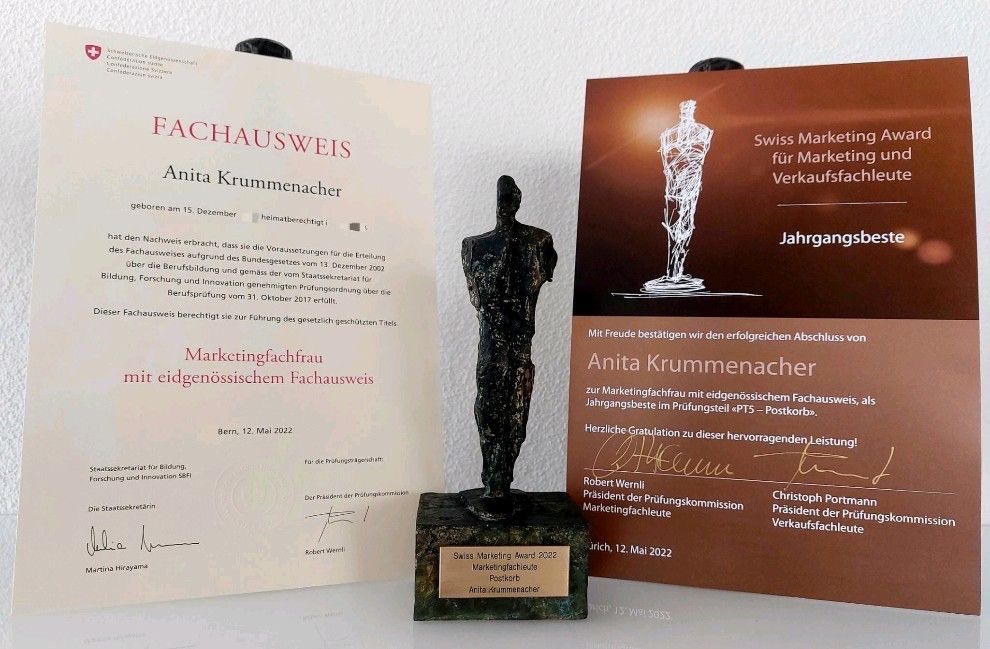 Schweizerische Eidgenossenschaft
Confédération suisse
Confederazione Svizzera
Confederaziun svizra
FACHAUSWEIS
Anita Krummenacher
geboren am 15. Dezember heimatberechtigt i
hat den Nachweis erbracht, dass sie die Voraussetzungen für die Erteilung
des Fachausweises aufgrund des Bundesgesetzes vom 13. Dezember 2002
über die Berufsbildung und gemäss der vom Staatssekretariat für
Bildung, Forschung und Innovation genehmigten Prüfungsordnung über die
Berufsprüfung vom 31. Oktober 2017 erfüllt.
Dieser Fachausweis berechtigt sie zur Führung des gesetzlich geschützten Titels
Marketingfachfrau
mit eidgenössischem Fachausweis
Bern, 12. Mai 2022
Staatssekretariat für Bildung,
Forschung und Innovation SBFI
Die Staatssekretärin
Martina Hirayama
Für die Prüfungsträgerschaft:
Der Präsident der Prüfungskommission
Robert Wernli
Swiss Marketing Award 2022
Marketingfachleute
Postkorb
Anita Krummenacher
Swiss Marketing Award
für Marketing und
Verkaufsfachleute
Jahrgangsbeste
Mit Freude bestätigen wir den erfolgreichen Abschluss von
Anita Krummenacher
zur Marketingfachfrau mit eidgenössischem Fachausweis, als
Jahrgangsbeste im Prüfungsteil «PT5 – Postkorb».
Herzliche Gratulation zu dieser hervorragenden Leistung!
Robert Wernli
Präsident der Prüfungskommission
Marketingfachleute
Christoph Portmann
Präsident der Prüfungskommission
Verkaufsfachleute
ürich, 12. Mai 2022